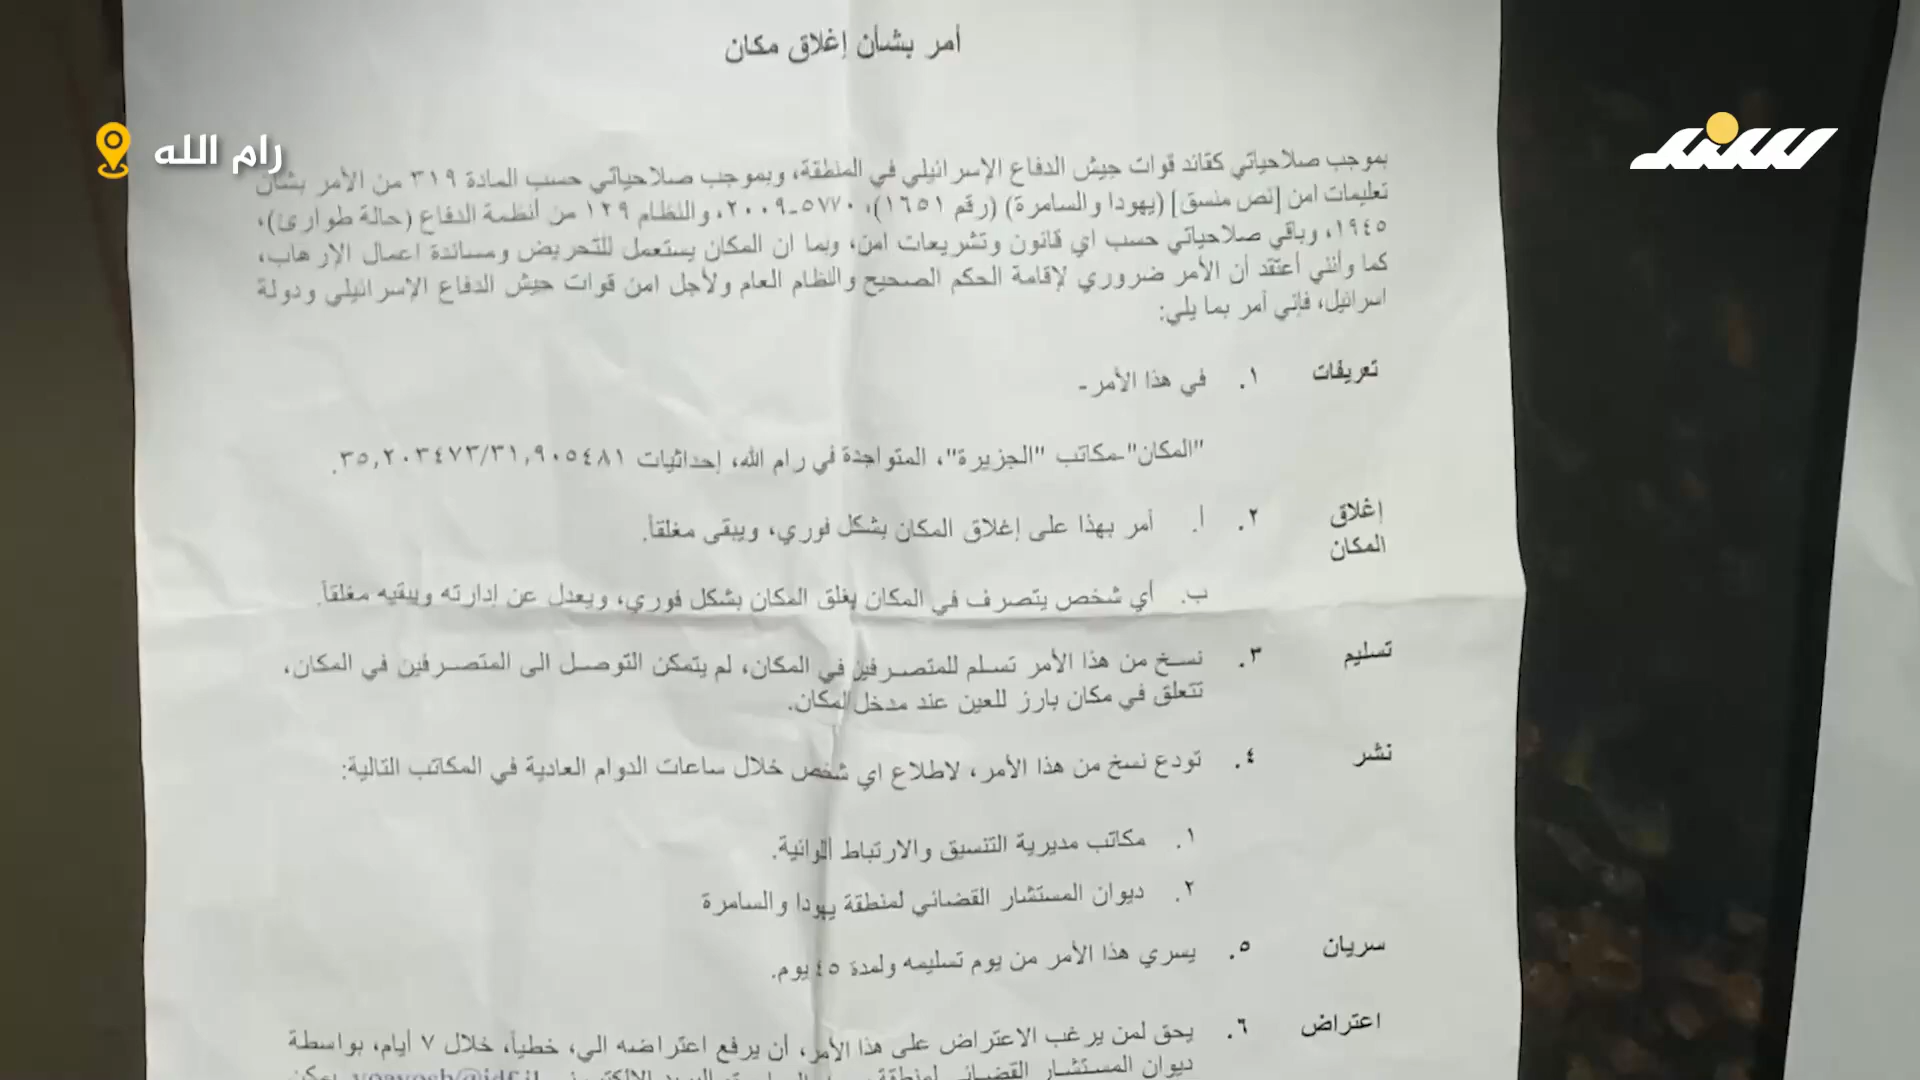 أمر بشأن إغلاق مكان
رام الله
سند
بموجب صلاحياتي كقائد قوات جيش الدفاع الإسرائيلي في المنطقة، وبموجب صلاحياتي حسب المادة ٣١٩ من الأمر بشأن
تعليمات امن [نص منسق] (يهودا والسامرة) (رقم ١٦٥١)، ٥٧٧٠-٢٠٠٩، والنظام ١٢٩ من أنظمة الدفاع (حالة طوارئ)،
١٩٤٥، وباقي صلاحياتي حسب اي قانون وتشريعات امن، وبما ان المكان يستعمل للتحريض ومساندة اعمال الإرهاب،
كما وأنني أعتقد أن الأمر ضروري لإقامة الحكم الصحيح والنظام العام ولأجل امن قوات جيش الدفاع الإسرائيلي ودولة
اسرائيل، فإني أمر بما يلي:
تعريفات ١. في هذا الأمر-
"المكان"-مكاتب "الجزيرة"، المتواجدة في رام الله، إحداثيات ٣٥,٢٠٣٤٧٣/٣١,٩٠٥٤٨١.
إغلاق ٢. أ. أمر بهذا على إغلاق المكان بشكل فوري، ويبقى مغلقاً.
المكان
ب. أي شخص يتصرف في المكان يغلق المكان بشكل فوري، ويعدل عن إدارته ويبقيه مغلقاً.
تسليم ٣. نسخ من هذا الأمر تسلم للمتصرفين في المكان، لم يتمكن التوصل الى المتصرفين في المكان،
تتعلق في مكان بارز للعين عند مدخل المكان.
نشر ٤. تودع نسخ من هذا الأمر، لاطلاع اي شخص خلال ساعات الدوام العادية في المكاتب التالية:
١. مكاتب مديرية التنسيق والارتباط الوائية.
٢. ديوان المستشار القضائي لمنطقة يهودا والسامرة
سريان ٥. يسري هذا الأمر من يوم تسليمه ولمدة ٤٥ يوم.
اعتراض ٦. يحق لمن يرغب الاعتراض على هذا الأمر، أن يرفع اعتراضه الي، خطياً، خلال ٧ أيام، بواسطة
ديوان المستشار القضائي لمنطقة